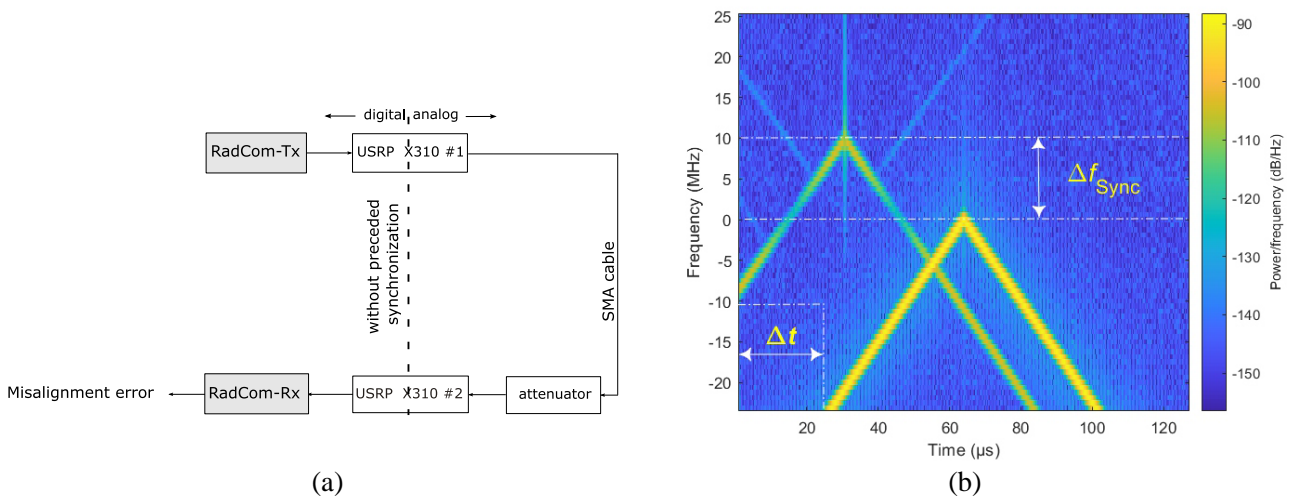 digital analog
RadCom-Tx
USRP X310 #1
without preceded
synchronization
SMA cable
Misalignment error
RadCom-Rx
USRP X310 #2
attenuator
(a)
25
20
15
10
5
0
-5
-10
-15
-20
Frequency (MHz)
Δf Sync
Δt
20 40 60 80 100 120
Time (µs)
-90
-100
-110
-120
-130
-140
-150
Power/frequency (dB/Hz)
(b)